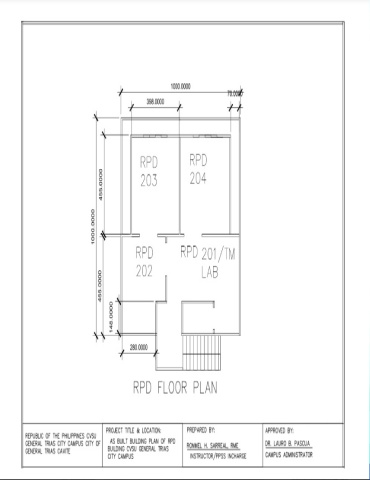 1000.0000
398.0000
70.0000
RPD
203
RPD
204
455.0000
1000.0000
RPD
202
RPD 201/TM
LAB
455.0000
145.0000
280.0000
RPD FLOOR PLAN
REPUBLIC OF THE PHILIPPINES CVSU
GENERAL TRIAS CITY CAMPUS CITY OF
GENERAL TRIAS CAVITE
PROJECT TITLE & LOCATION:
AS BUILT BUILDING PLAN OF RPD
BUILDING CVSU GENERAL TRIAS
CITY CAMPUS
PREPARED BY:
ROMMEL H. SARREAL, RME
INSTRUCTOR/PPSS INCHARGE
APPROVED BY:
DR. LAURO B. PASCUA
CAMPUS ADMINISTRATOR